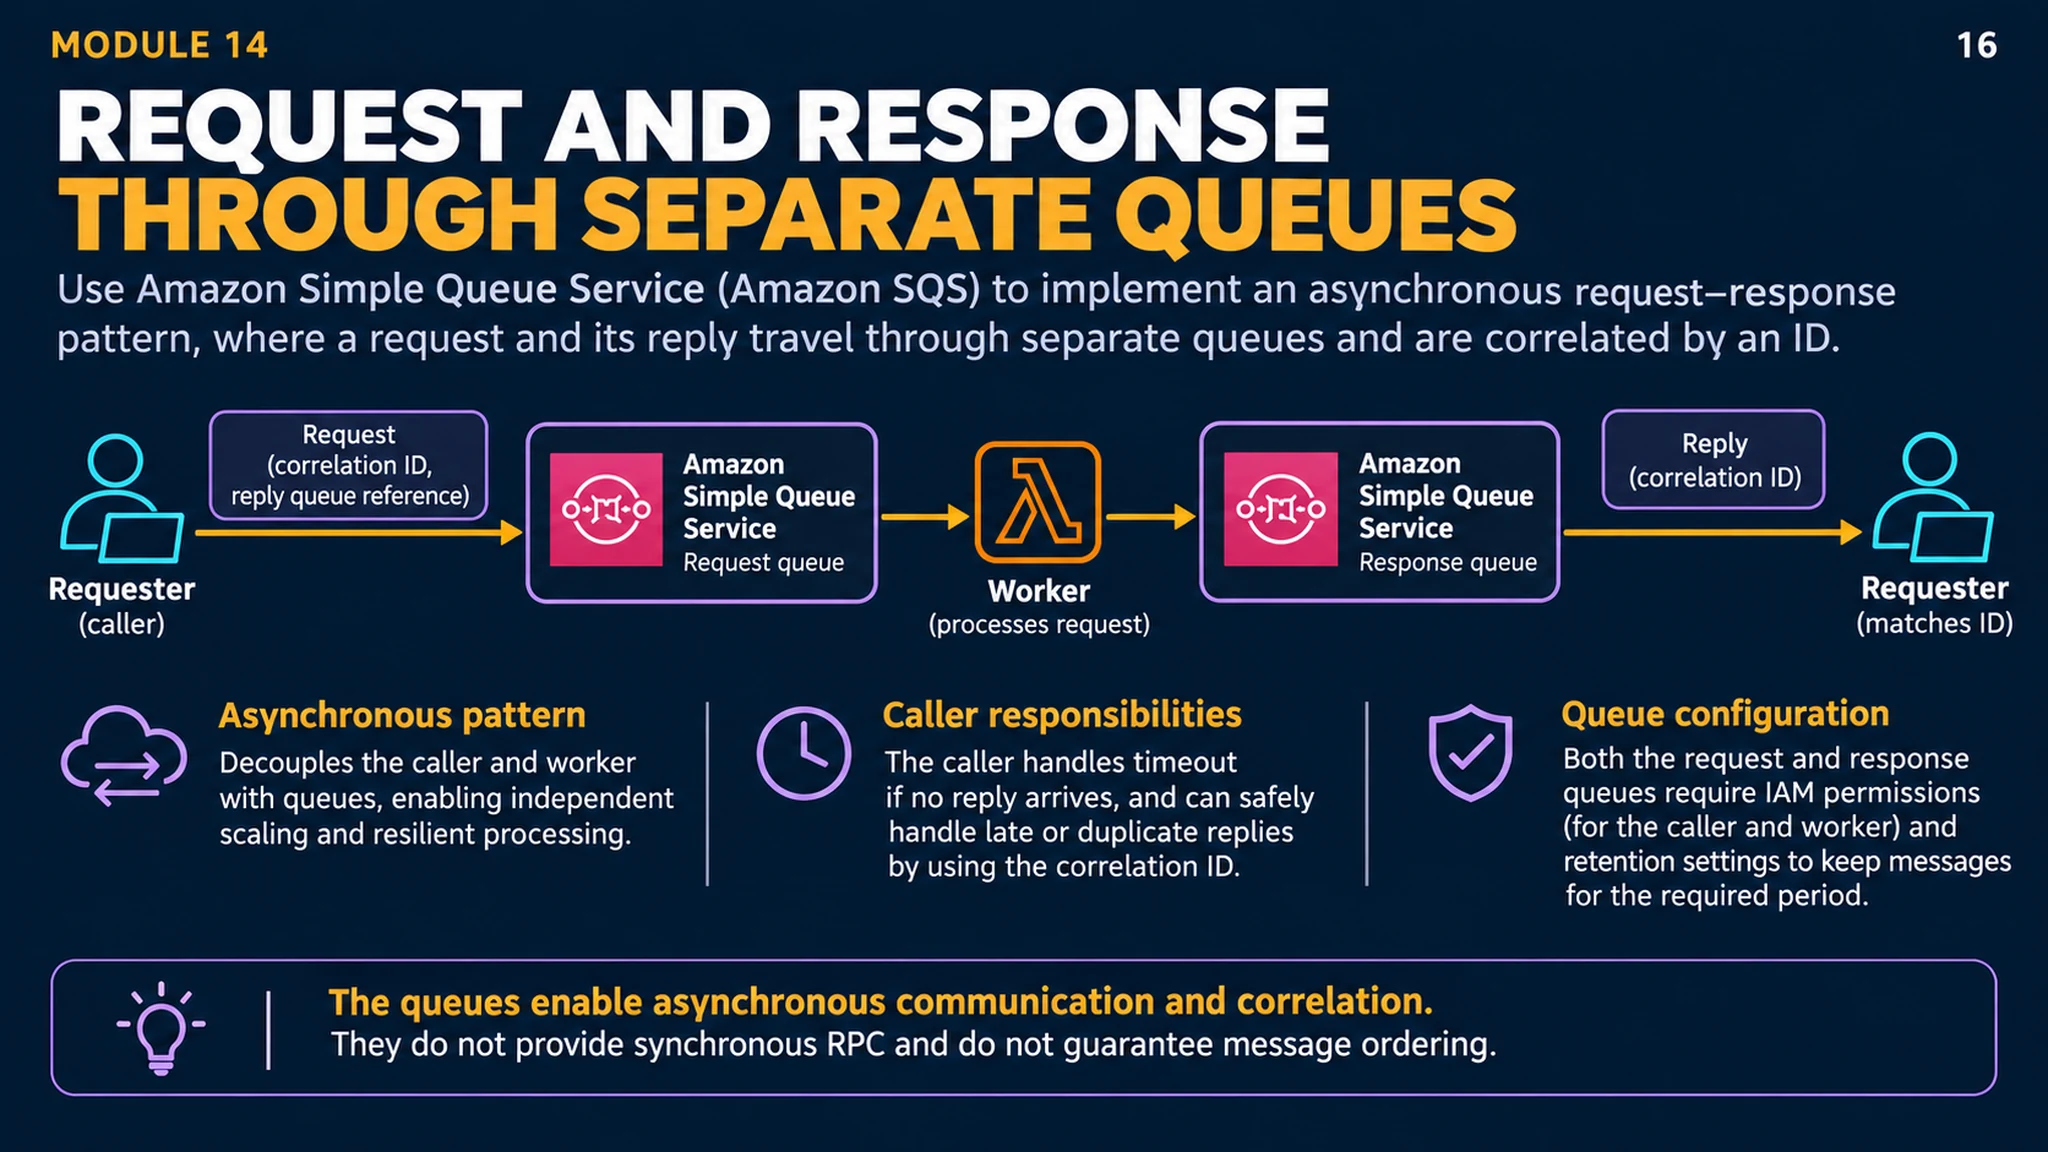 MODULE 14
16
REQUEST AND RESPONSE
THROUGH SEPARATE QUEUES
Use Amazon Simple Queue Service (Amazon SQS) to implement an asynchronous request–response
pattern, where a request and its reply travel through separate queues and are correlated by an ID.
Request
(correlation ID,
reply queue reference)
Requester
(caller)
Amazon
Simple Queue
Service
Request queue
Worker
(processes request)
Amazon
Simple Queue
Service
Response queue
Reply
(correlation ID)
Requester
(matches ID)
Asynchronous pattern
Decouples the caller and worker
with queues, enabling independent
scaling and resilient processing.
Caller responsibilities
The caller handles timeout
if no reply arrives, and can safely
handle late or duplicate replies
by using the correlation ID.
Queue configuration
Both the request and response
queues require IAM permissions
(for the caller and worker) and
retention settings to keep messages
for the required period.
The queues enable asynchronous communication and correlation.
They do not provide synchronous RPC and do not guarantee message ordering.